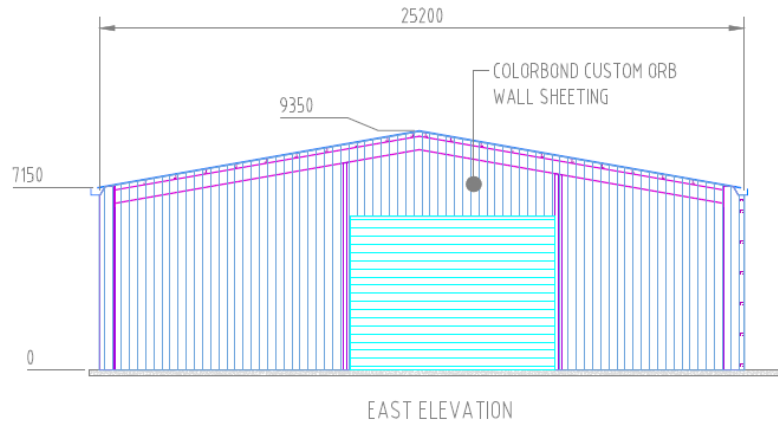 25200
COLORBOND CUSTOM ORB
WALL SHEETING
9350
7150
0
EAST ELEVATION